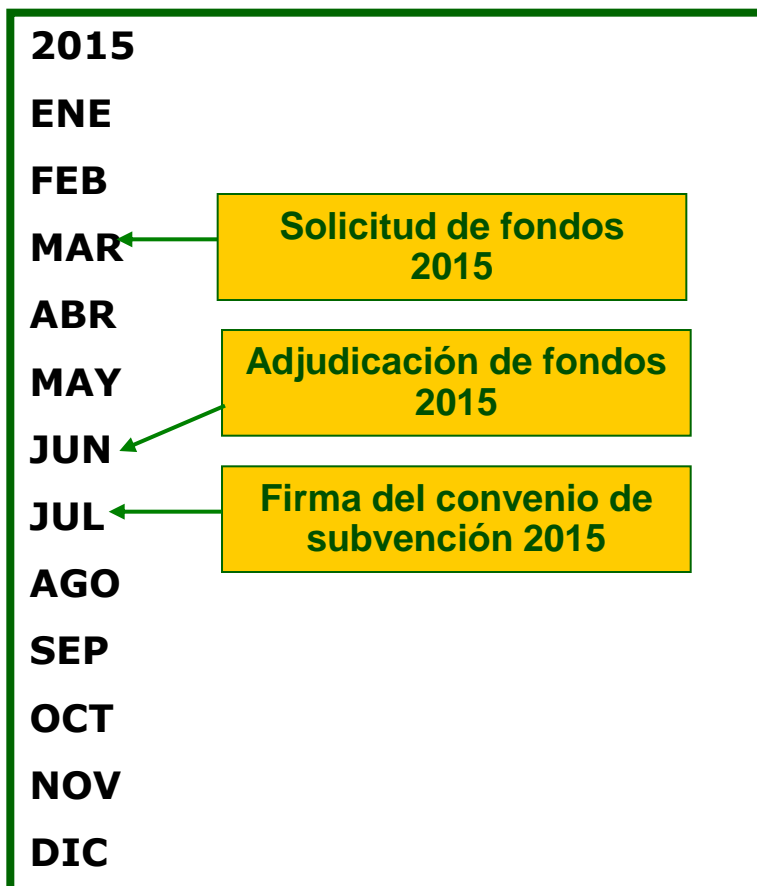 2015
ENE
FEB
MAR
Solicitud de fondos
2015
ABR
MAY
Adjudicación de fondos
2015
JUN
JUL
Firma del convenio de
subvención 2015
AGO
SEP
OCT
NOV
DIC